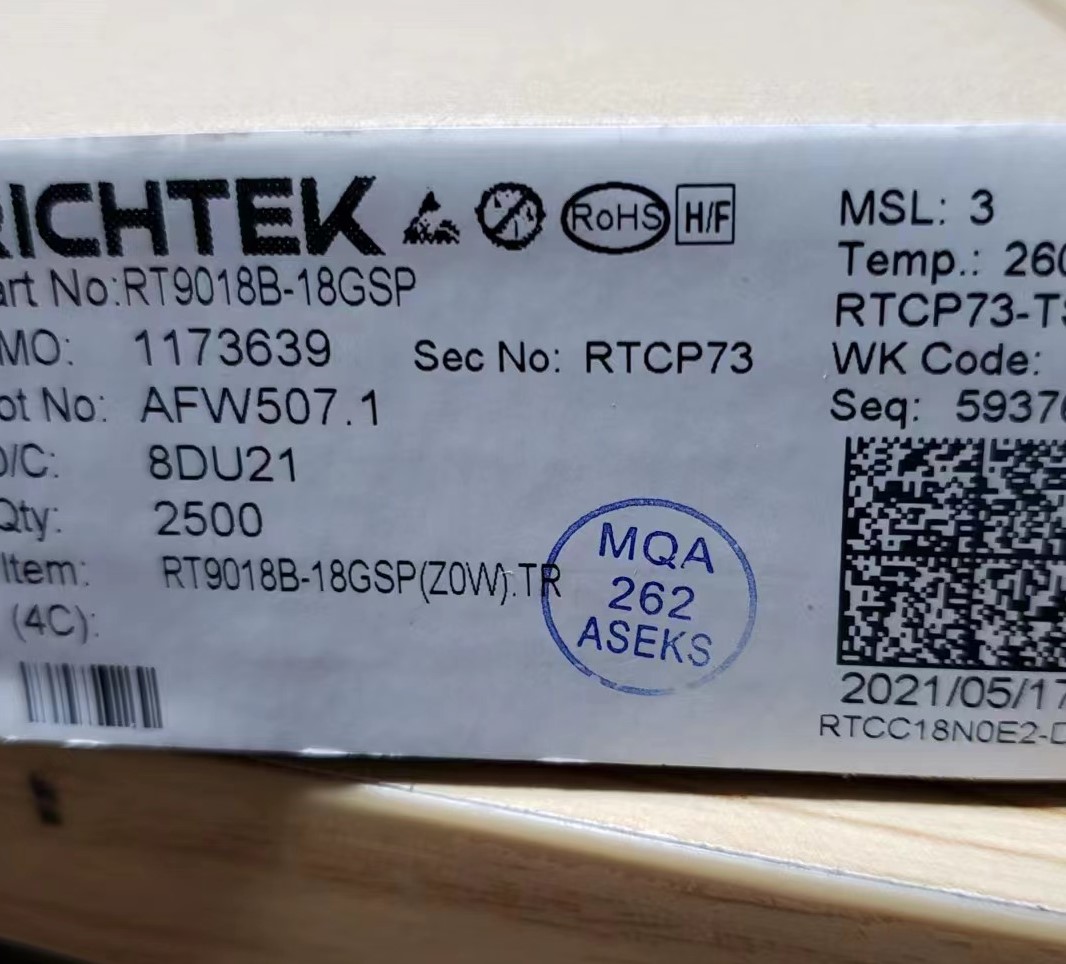 RICHTEK RoHS H/F
art No:RT9018B-18GSP
MO: 1173639 Sec No: RTCP73
ot No: AFW507.1
D/C: 8DU21
Qty: 2500
Item: RT9018B-18GSP(Z0W).TR
(4C):
MQA
262
ASEKS
MSL: 3
Temp.: 260
RTCP73-TS
WK Code:
Seq: 59376
2021/05/17
RTCC18N0E2-D